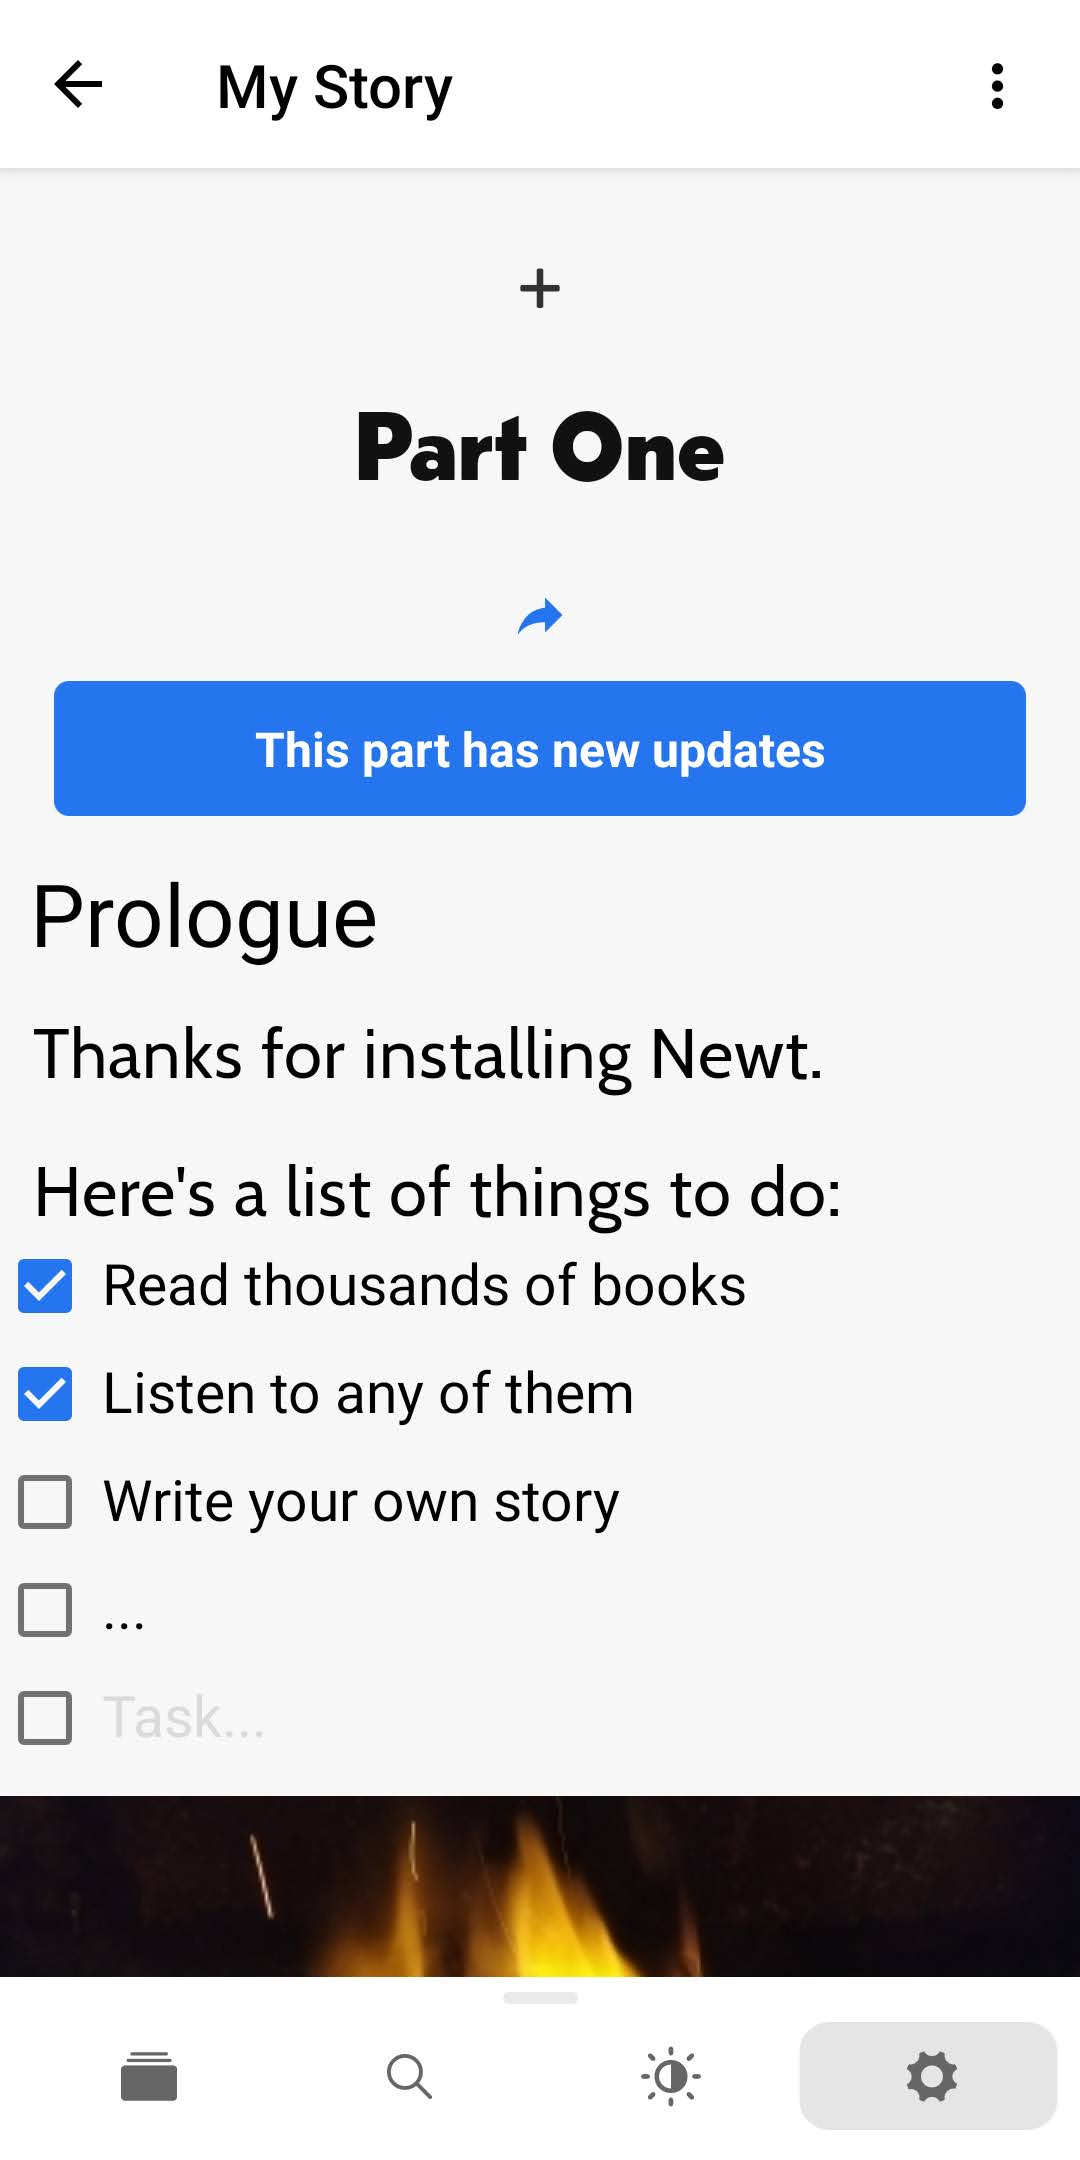 My Story
Part One
This part has new updates
Prologue
Thanks for installing Newt.
Here's a list of things to do:
Read thousands of books
Listen to any of them
Write your own story
...
Task...